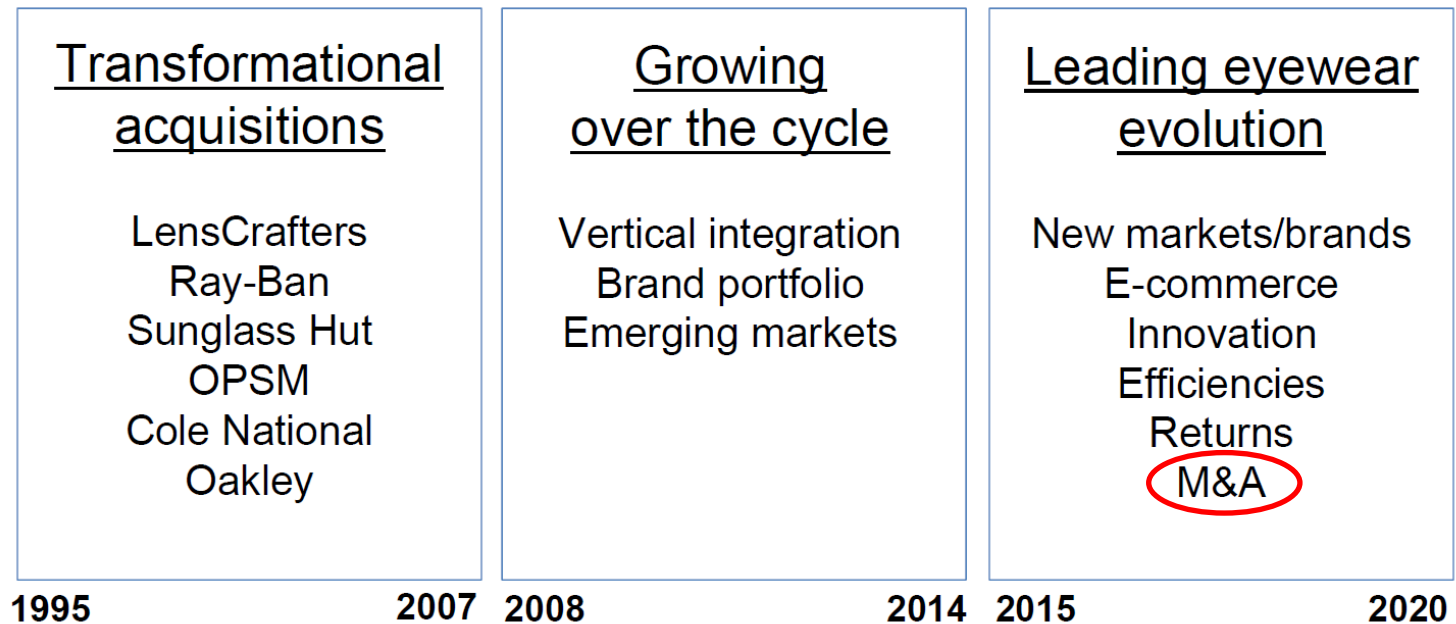 Transformational
acquisitions
LensCrafters
Ray-Ban
Sunglass Hut
OPSM
Cole National
Oakley
1995
2007
Growing
over the cycle
Vertical integration
Brand portfolio
Emerging markets
2008
2014
Leading eyewear
evolution
New markets/brands
E-commerce
Innovation
Efficiencies
Returns
M&A
2015
2020